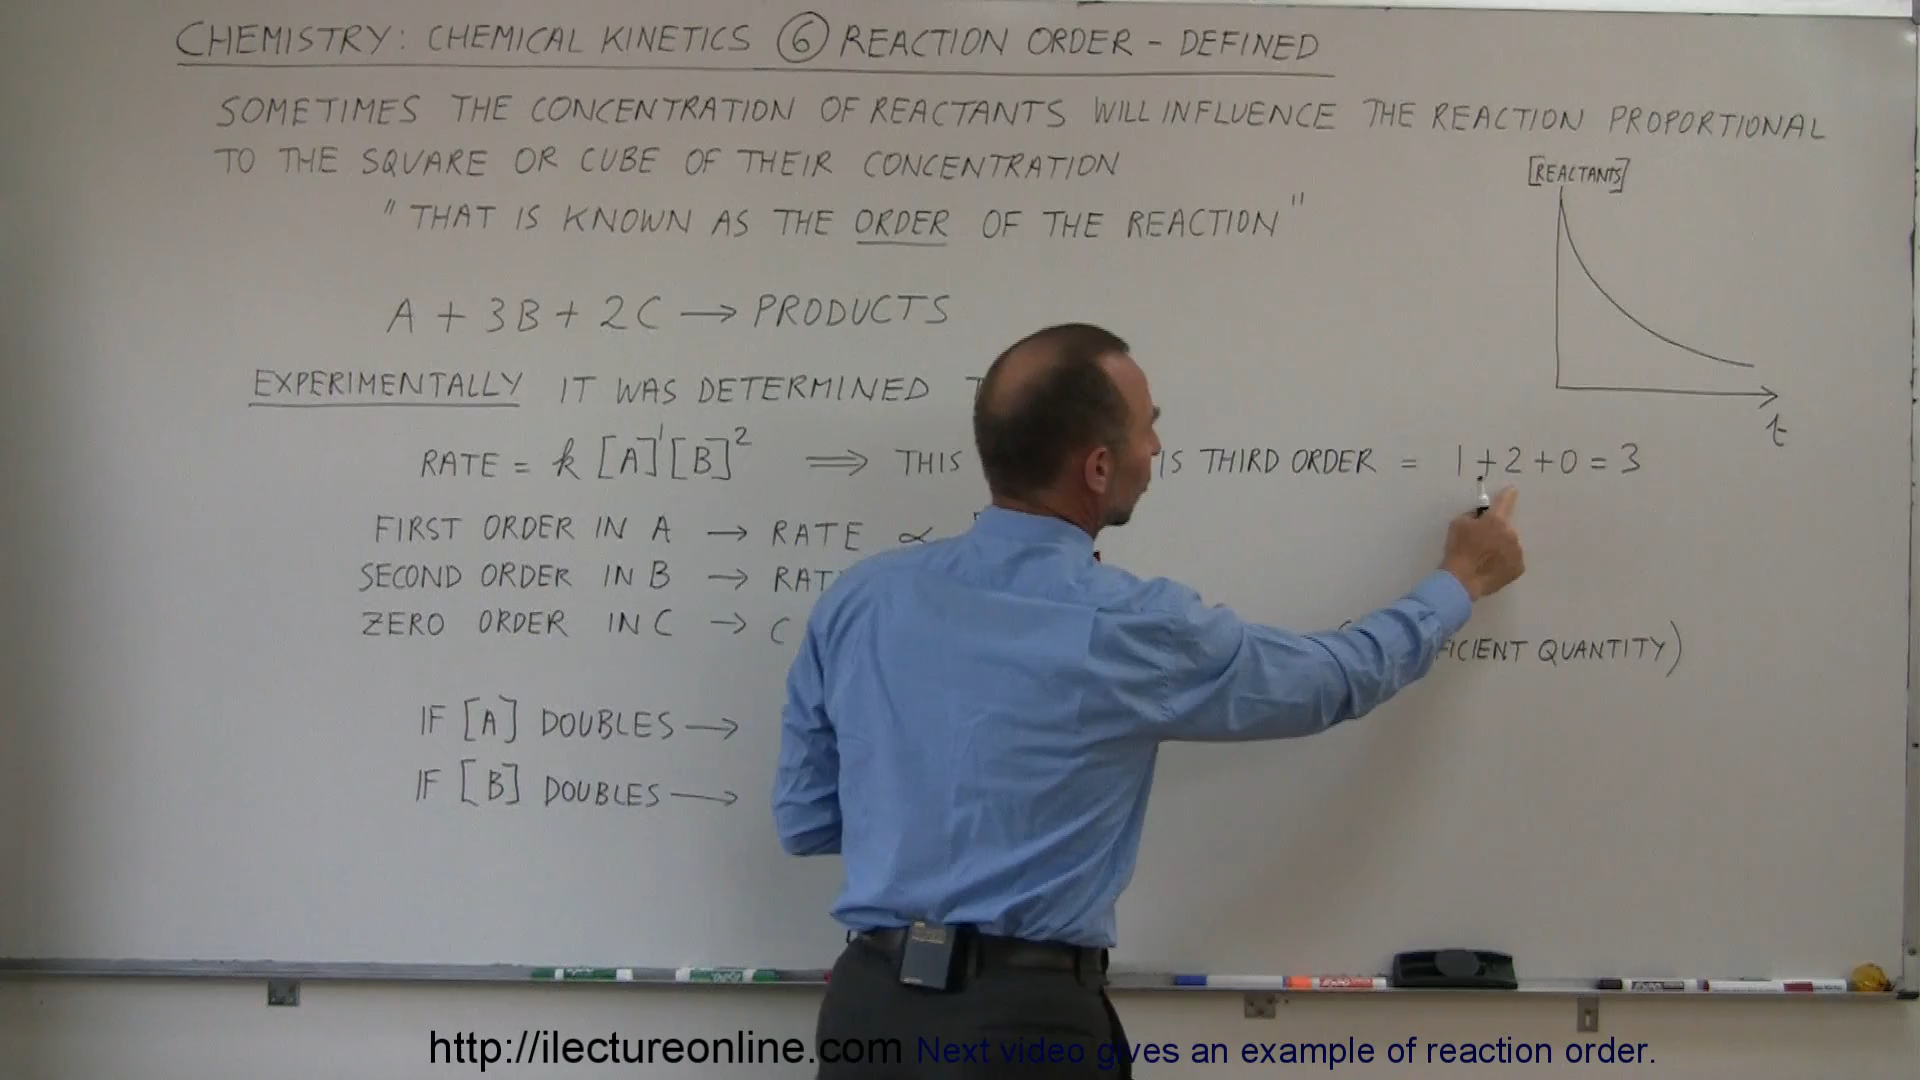 CHEMISTRY: CHEMICAL KINETICS ⑥ REACTION ORDER - DEFINED
SOMETIMES THE CONCENTRATION OF REACTANTS WILL INFLUENCE THE REACTION PROPORTIONAL
TO THE SQUARE OR CUBE OF THEIR CONCENTRATION
[REACTANTS]
"THAT IS KNOWN AS THE ORDER OF THE REACTION"
A + 3B + 2C → PRODUCTS
EXPERIMENTALLY IT WAS DETERMINED
t
RATE = k [A]¹[B]² ⟹ THIS IS THIRD ORDER = 1+2+0=3
FIRST ORDER IN A → RATE ∝
SECOND ORDER IN B →
ZERO ORDER IN C → C
QUANTITY)
IF [A] DOUBLES →
IF [B] DOUBLES →
http://ilectureonline.com Next video gives an example of reaction order.